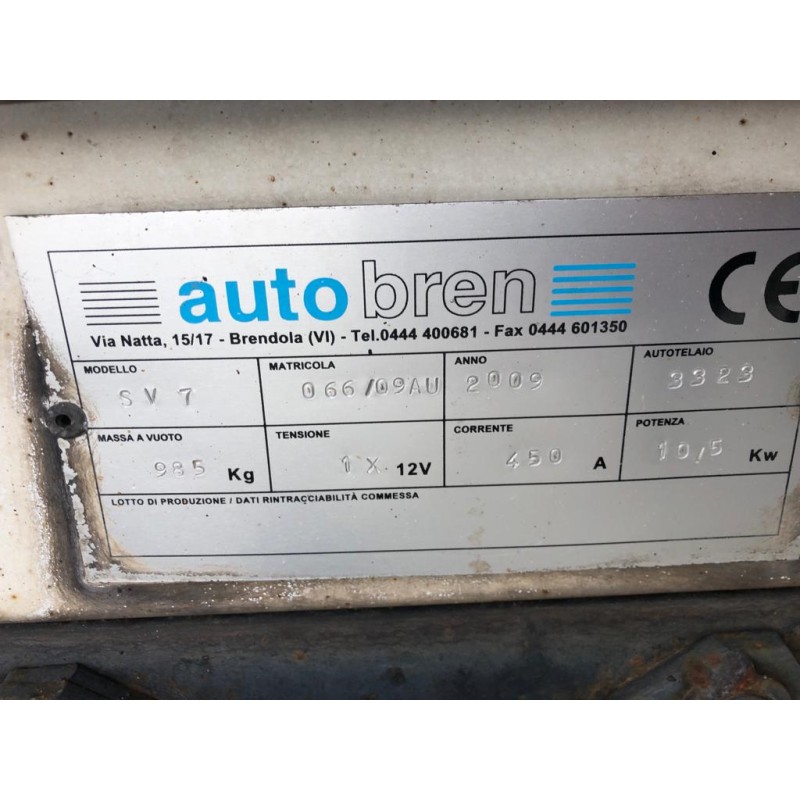 auto bren CE
Via Natta, 15/17 - Brendola (VI) - Tel.0444 400681 - Fax 0444 601350
MODELLO MATRICOLA ANNO AUTOTELAIO
SV7 066/09AU 2009 3323
MASSA A VUOTO TENSIONE CORRENTE POTENZA
985 Kg 1X 12V 450 A 10/5 Kw
LOTTO DI PRODUZIONE / DATI RINTRACCIABILITÀ COMMESSA